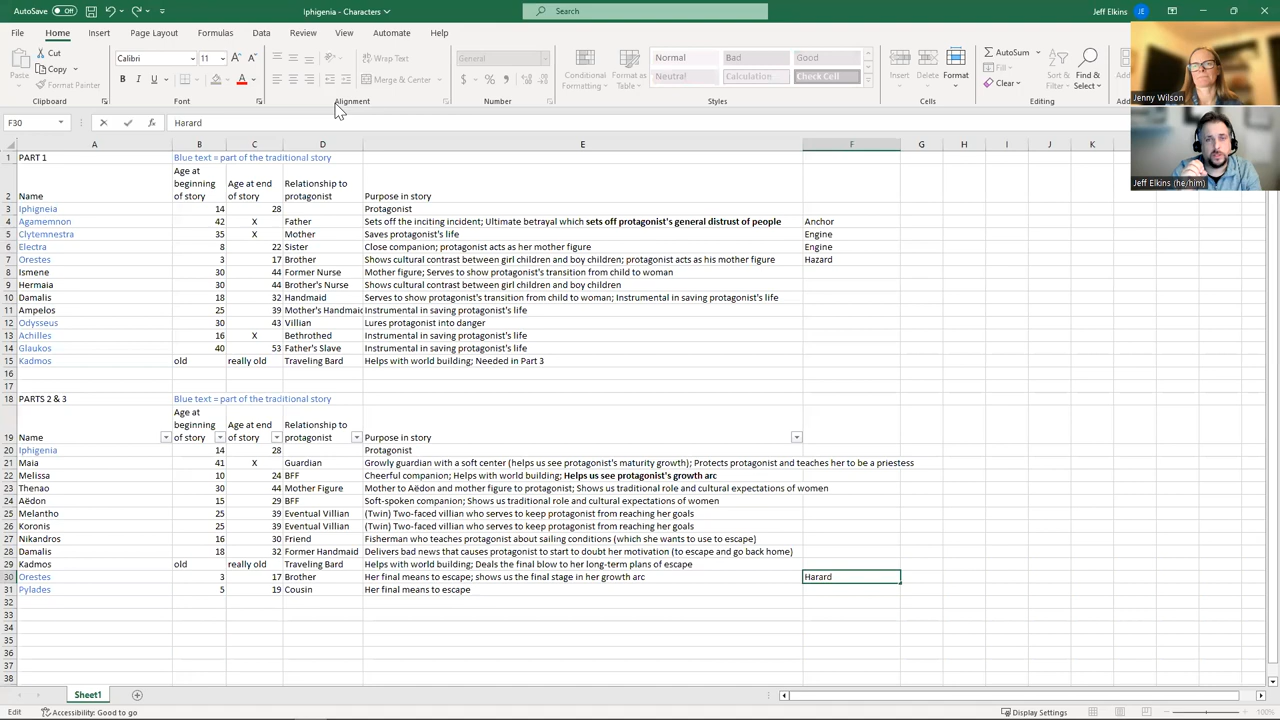 AutoSave Off Iphigenia - Characters Search Jeff Elkins JE
File Home Insert Page Layout Formulas Data Review View Automate Help
Cut Calibri 11 Wrap Text General Normal Bad Good AutoSum
Paste Copy Conditional Formatting Format as Table Insert Delete Format Fill Sort & Filter Find & Select
Format Painter B I U Merge & Center Neutral Calculation Check Cell Clear
Clipboard Font Alignment Number Styles Cells Editing
Jenny Wilson
Jeff Elkins (he/him)
F30 Harard
A B C D E F G H I J K
1 PART 1 Blue text = part of the traditional story
2 Name Age at beginning of story Age at end of story Relationship to protagonist Purpose in story
3 Iphigneia 14 28 Protagonist
4 Agamemnon 42 X Father Sets off the inciting incident; Ultimate betrayal which sets off protagonist's general distrust of people Anchor
5 Clytemnestra 35 X Mother Saves protagonist's life Engine
6 Electra 8 22 Sister Close companion; protagonist acts as her mother figure Engine
7 Orestes 3 17 Brother Shows cultural contrast between girl children and boy children; protagonist acts as his mother figure Hazard
8 Ismene 30 44 Former Nurse Mother figure; Serves to show protagonist's transition from child to woman
9 Hermaia 30 44 Brother's Nurse Shows cultural contrast between girl children and boy children
10 Damalis 18 32 Handmaid Serves to show protagonist's transition from child to woman; Instrumental in saving protagonist's life
11 Ampelos 25 39 Mother's Handmaid Instrumental in saving protagonist's life
12 Odysseus 30 43 Villian Lures protagonist into danger
13 Achilles 16 X Bethrothed Instrumental in saving protagonist's life
14 Glaukos 40 53 Father's Slave Instrumental in saving protagonist's life
15 Kadmos old really old Traveling Bard Helps with world building; Needed in Part 3
16
17
18 PARTS 2 & 3 Blue text = part of the traditional story
19 Name Age at beginning of story Age at end of story Relationship to protagonist Purpose in story
20 Iphigenia 14 28 Protagonist
21 Maia 41 X Guardian Growly guardian with a soft center (helps us see protagonist's maturity growth); Protects protagonist and teaches her to be a priestess
22 Melissa 10 24 BFF Cheerful companion; Helps with world building; Helps us see protagonist's growth arc
23 Thenao 30 44 Mother Figure Mother to Aëdon and mother figure to protagonist; Shows us traditional role and cultural expectations of women
24 Aëdon 15 29 BFF Soft-spoken companion; Shows us traditional role and cultural expectations of women
25 Melantho 25 39 Eventual Villian (Twin) Two-faced villian who serves to keep protagonist from reaching her goals
26 Koronis 25 39 Eventual Villian (Twin) Two-faced villian who serves to keep protagonist from reaching her goals
27 Nikandros 16 30 Friend Fisherman who teaches protagonist about sailing conditions (which she wants to use to escape)
28 Damalis 18 32 Former Handmaid Delivers bad news that causes protagonist to start to doubt her motivation (to escape and go back home)
29 Kadmos old really old Traveling Bard Helps with world building; Deals the final blow to her long-term plans of escape
30 Orestes 3 17 Brother Her final means to escape; shows us the final stage in her growth arc Harard
31 Pylades 5 19 Cousin Her final means to escape
32
33
34
35
36
37
38
Sheet1
Edit Accessibility: Good to go Display Settings 100%